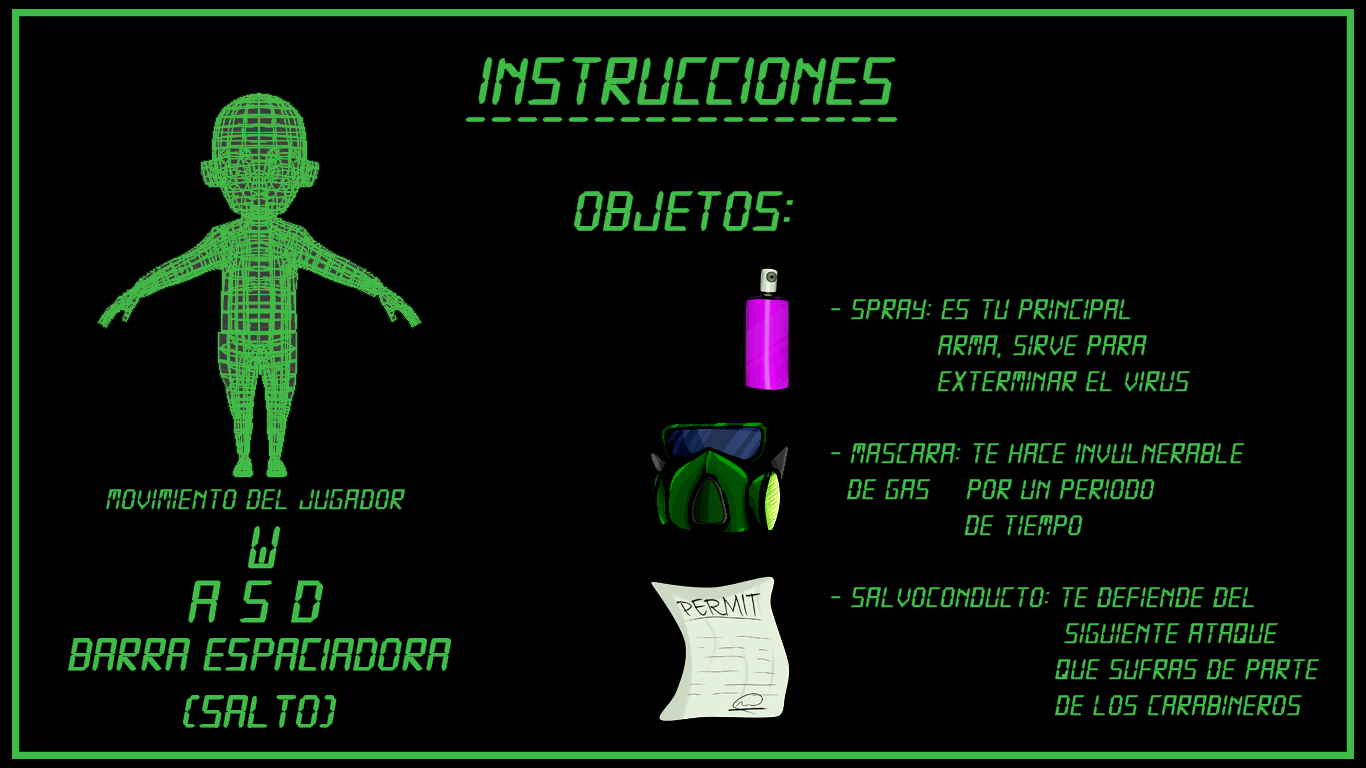 INSTRUCCIONES
OBJETOS:
- SPRAY: ES TU PRINCIPAL
ARMA, SIRVE PARA
EXTERMINAR EL VIRUS
- MASCARA: TE HACE INVULNERABLE
DE GAS POR UN PERIODO
DE TIEMPO
PERMIT
- SALVOCONDUCTO: TE DEFIENDE DEL
SIGUIENTE ATAQUE
QUE SUFRAS DE PARTE
DE LOS CARABINEROS
MOVIMIENTO DEL JUGADOR
W
A S D
BARRA ESPACIADORA
(SALTO)